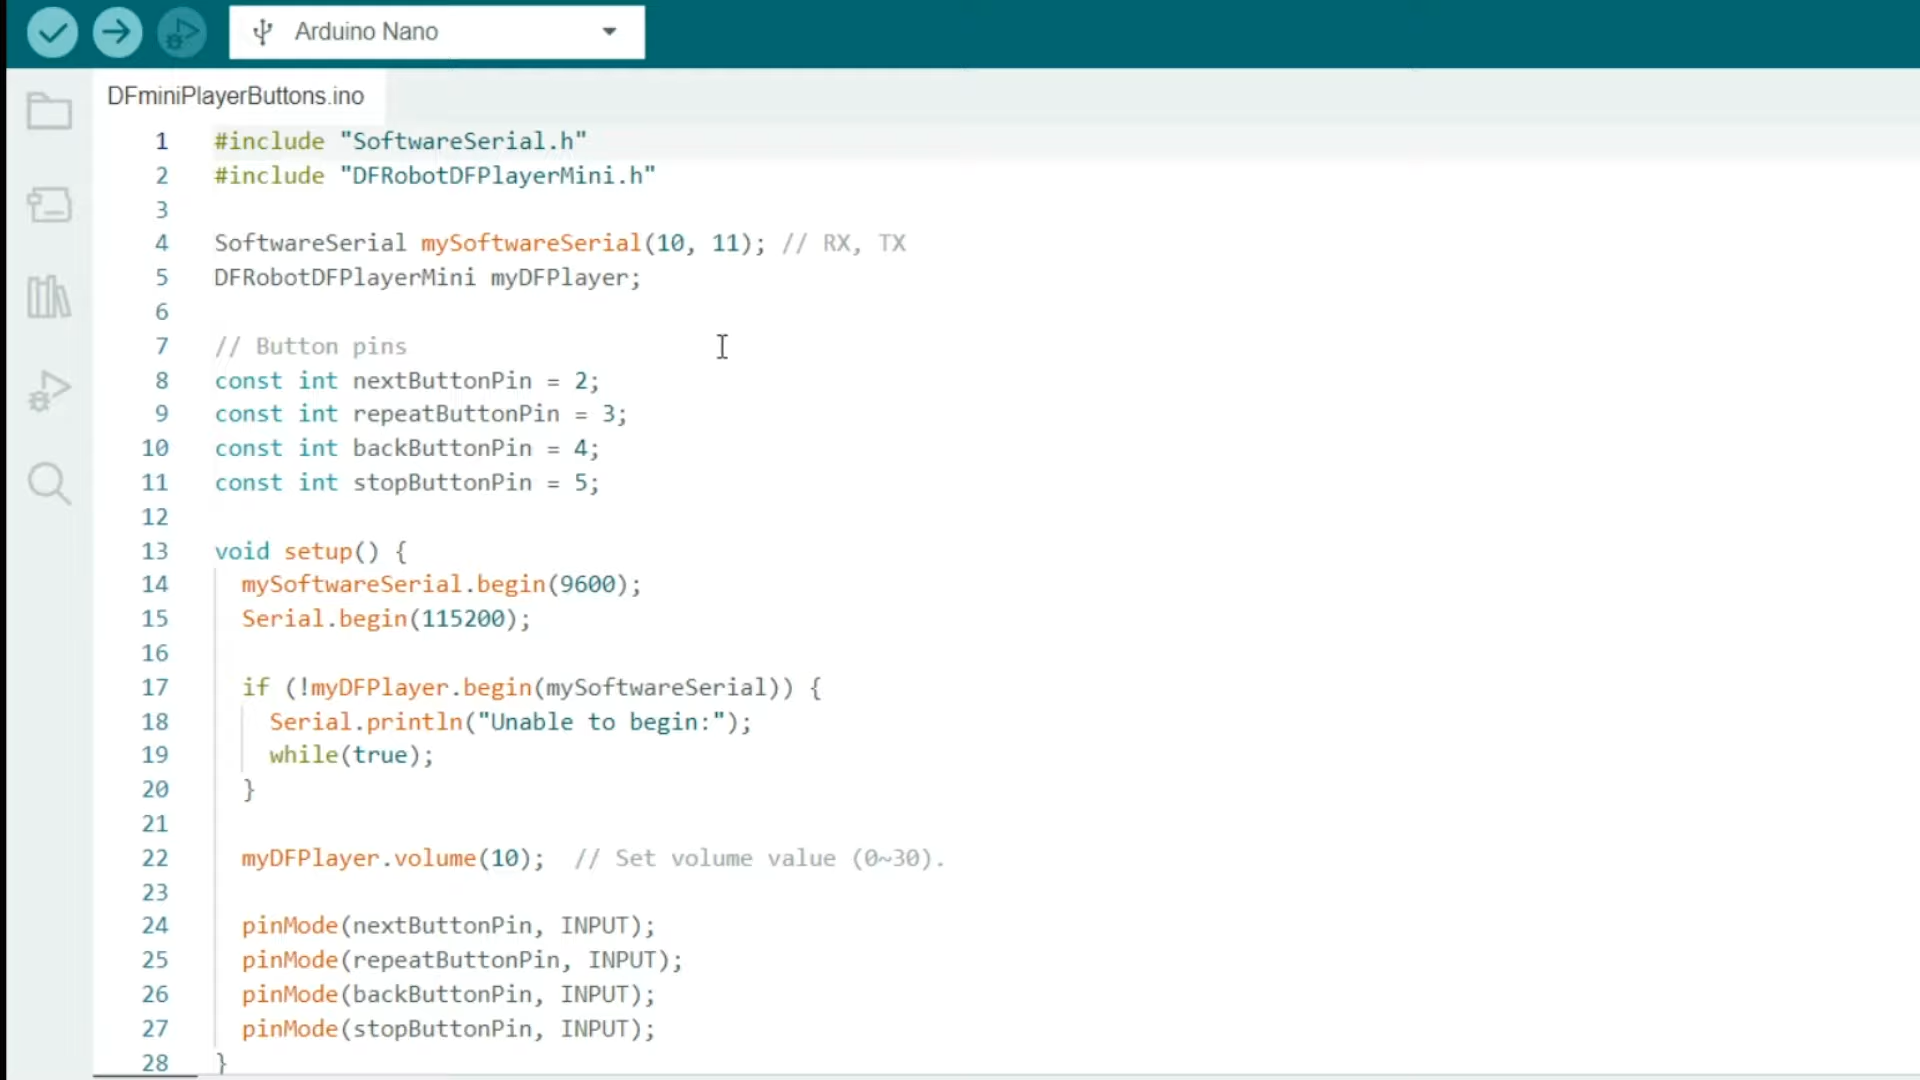 Arduino Nano
DFminiPlayerButtons.ino
1 #include "SoftwareSerial.h"
2 #include "DFRobotDFPlayerMini.h"
3
4 SoftwareSerial mySoftwareSerial(10, 11); // RX, TX
5 DFRobotDFPlayerMini myDFPlayer;
6
7 // Button pins
8 const int nextButtonPin = 2;
9 const int repeatButtonPin = 3;
10 const int backButtonPin = 4;
11 const int stopButtonPin = 5;
12
13 void setup() {
14   mySoftwareSerial.begin(9600);
15   Serial.begin(115200);
16
17   if (!myDFPlayer.begin(mySoftwareSerial)) {
18     Serial.println("Unable to begin:");
19     while(true);
20   }
21
22   myDFPlayer.volume(10);  // Set volume value (0~30).
23
24   pinMode(nextButtonPin, INPUT);
25   pinMode(repeatButtonPin, INPUT);
26   pinMode(backButtonPin, INPUT);
27   pinMode(stopButtonPin, INPUT);
28 }